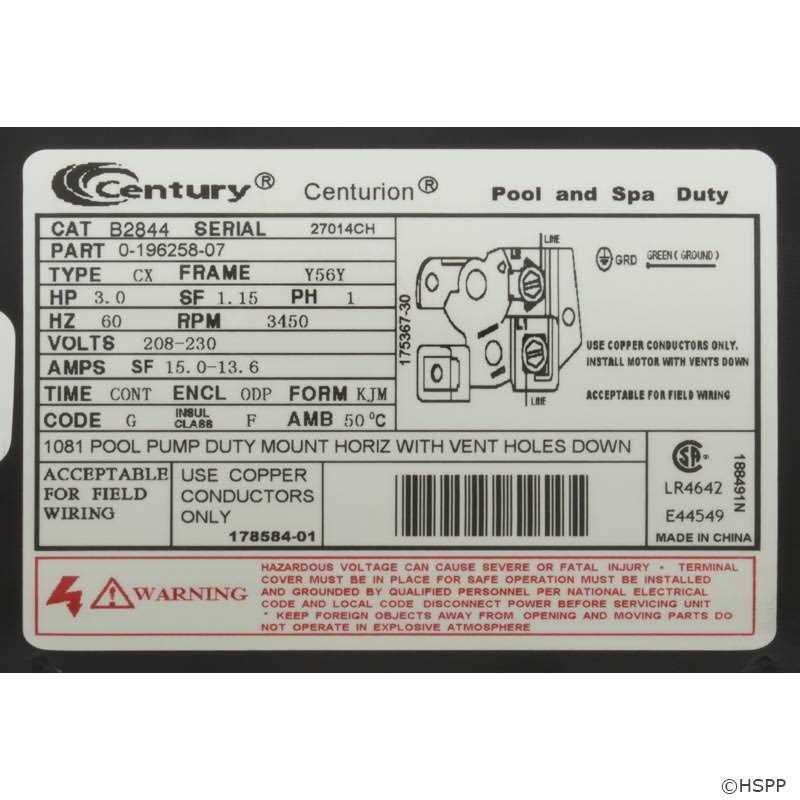 Century® Centurion® Pool and Spa Duty
CAT B2844 SERIAL 27014CH
PART 0-196258-07
TYPE CX FRAME Y56Y
HP 3.0 SF 1.15 PH 1
HZ 60 RPM 3450
VOLTS 208-230
AMPS SF 15.0-13.6
TIME CONT ENCL ODP FORM KJM
CODE G INSUL CLASS F AMB 50°C
175367-30
LINE
L1
LINE
GRD GREEN (GROUND)
USE COPPER CONDUCTORS ONLY.
INSTALL MOTOR WITH VENTS DOWN
ACCEPTABLE FOR FIELD WIRING
1081 POOL PUMP DUTY MOUNT HORIZ WITH VENT HOLES DOWN
ACCEPTABLE
FOR FIELD
WIRING
USE COPPER
CONDUCTORS
ONLY
178584-01
SA
LR4642
E44549
188491N
MADE IN CHINA
WARNING
HAZARDOUS VOLTAGE CAN CAUSE SEVERE OR FATAL INJURY • TERMINAL
COVER MUST BE IN PLACE FOR SAFE OPERATION MUST BE INSTALLED
AND GROUNDED BY QUALIFIED PERSONNEL PER NATIONAL ELECTRICAL
CODE AND LOCAL CODE DISCONNECT POWER BEFORE SERVICING UNIT
• KEEP FOREIGN OBJECTS AWAY FROM OPENING AND MOVING PARTS DO
NOT OPERATE IN EXPLOSIVE ATMOSPHERE
©HSPP